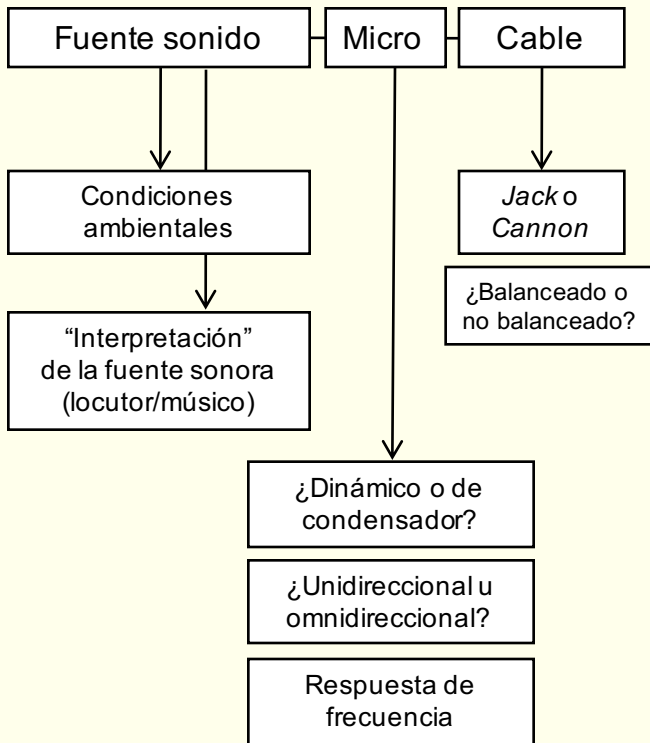 Fuente sonido
Micro
Cable
Condiciones
ambientales
“Interpretación”
de la fuente sonora
(locutor/músico)
Jack o
Cannon
¿Balanceado o
no balanceado?
¿Dinámico o de
condensador?
¿Unidireccional u
omnidireccional?
Respuesta de
frecuencia